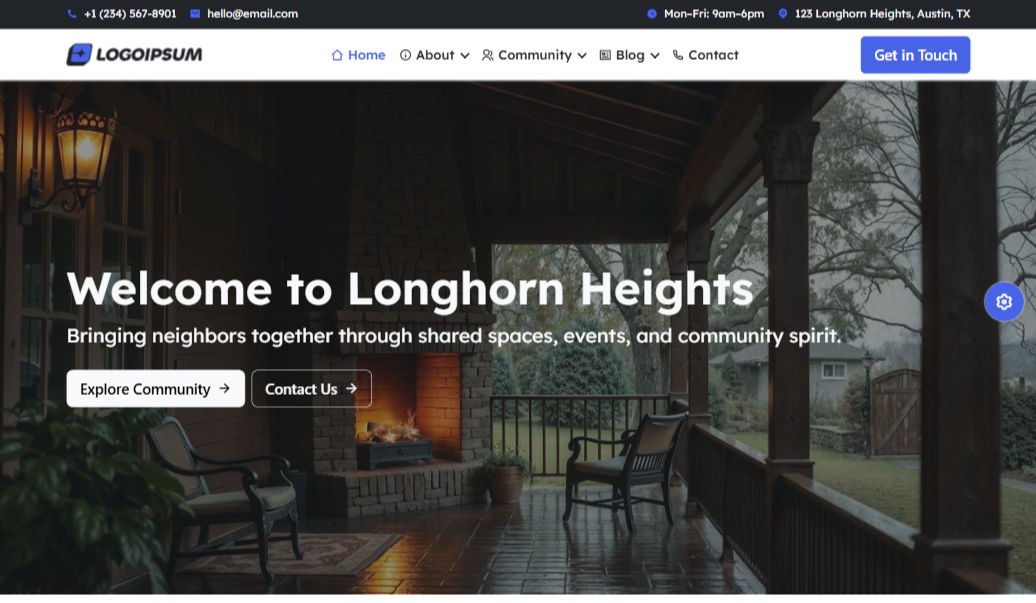 +1 (234) 567-8901 hello@email.com Mon-Fri: 9am-6pm 123 Longhorn Heights, Austin, TX
LOGOIPSUM Home About Community Blog Contact Get in Touch
Welcome to Longhorn Heights
Bringing neighbors together through shared spaces, events, and community spirit.
Explore Community → Contact Us →